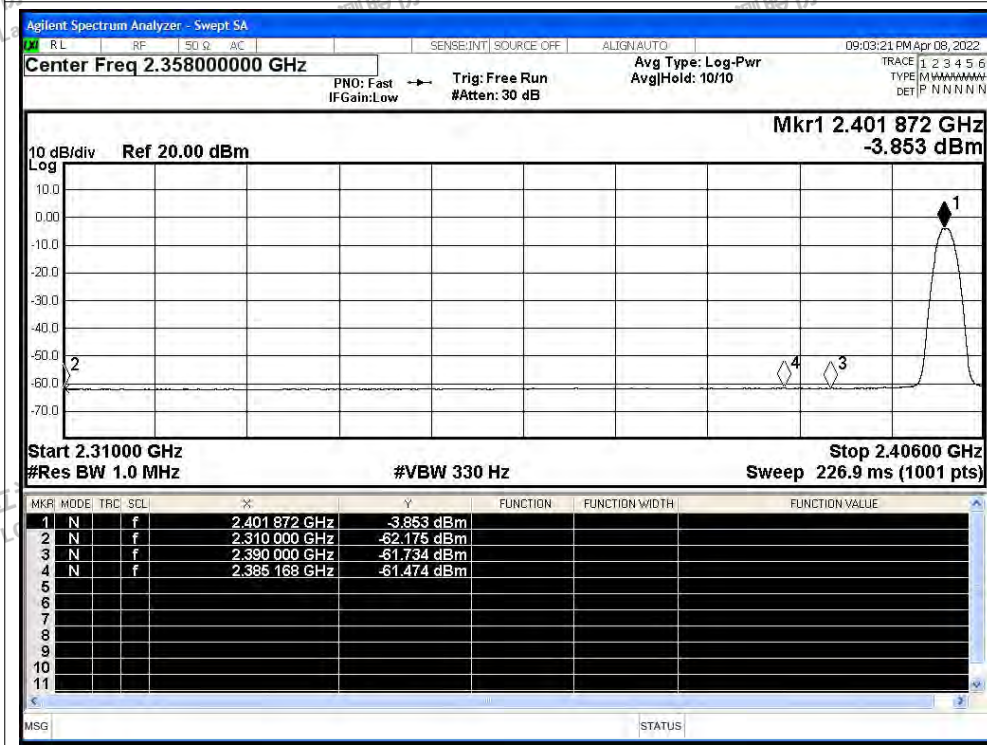 Agilent Spectrum Analyzer - Swept SA
RL RF 50 Ω AC SENSE:INT SOURCE OFF ALIGN AUTO 09:03:21 PM Apr 08, 2022
Center Freq 2.358000000 GHz
PNO: Fast
IFGain:Low
Trig: Free Run
#Atten: 30 dB
Avg Type: Log-Pwr
Avg|Hold: 10/10
TRACE 1 2 3 4 5 6
TYPE M W W W W W
DET P N N N N N
Mkr1 2.401 872 GHz
-3.853 dBm
10 dB/div Ref 20.00 dBm
Log
10.0
0.00
-10.0
-20.0
-30.0
-40.0
-50.0
-60.0
-70.0
1
2
4
3
Start 2.31000 GHz Stop 2.40600 GHz
#Res BW 1.0 MHz #VBW 330 Hz Sweep 226.9 ms (1001 pts)
MKR MODE TRC SCL X Y FUNCTION FUNCTION WIDTH FUNCTION VALUE
1 N f 2.401 872 GHz -3.853 dBm
2 N f 2.310 000 GHz -62.175 dBm
3 N f 2.390 000 GHz -61.734 dBm
4 N f 2.385 168 GHz -61.474 dBm
5
6
7
8
9
10
11
MSG STATUS